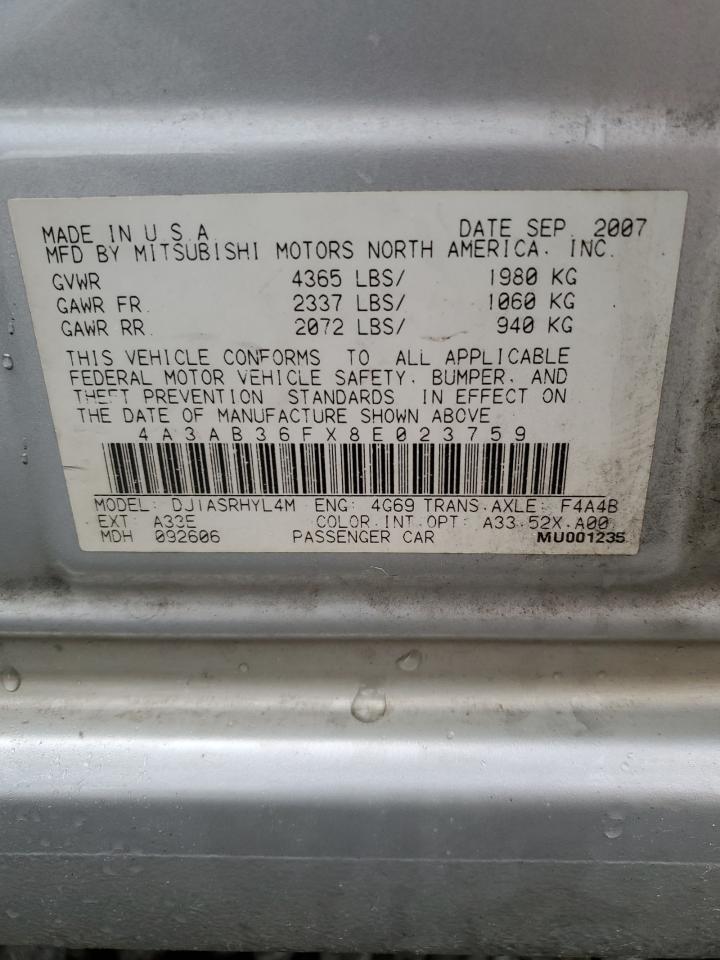 MADE IN U.S.A. DATE SEP. 2007
MFD BY MITSUBISHI MOTORS NORTH AMERICA. INC.
GVWR 4365 LBS/ 1980 KG
GAWR FR. 2337 LBS/ 1060 KG
GAWR RR. 2072 LBS/ 940 KG
THIS VEHICLE CONFORMS TO ALL APPLICABLE
FEDERAL MOTOR VEHICLE SAFETY. BUMPER. AND
THEFT PREVENTION STANDARDS IN EFFECT ON
THE DATE OF MANUFACTURE SHOWN ABOVE
4A3AB36FX8E023759
MODEL: DJ1ASRHYL4M ENG: 4G69 TRANS.AXLE: F4A4B
EXT: A33E COLOR.INT.OPT: A33.52X.A00
MDH 092606 PASSENGER CAR MU001235